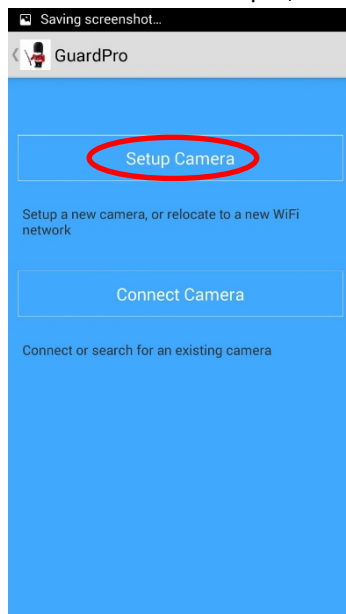 Saving screenshot...
GuardPro
Setup Camera
Setup a new camera, or relocate to a new WiFi
network
Connect Camera
Connect or search for an existing camera